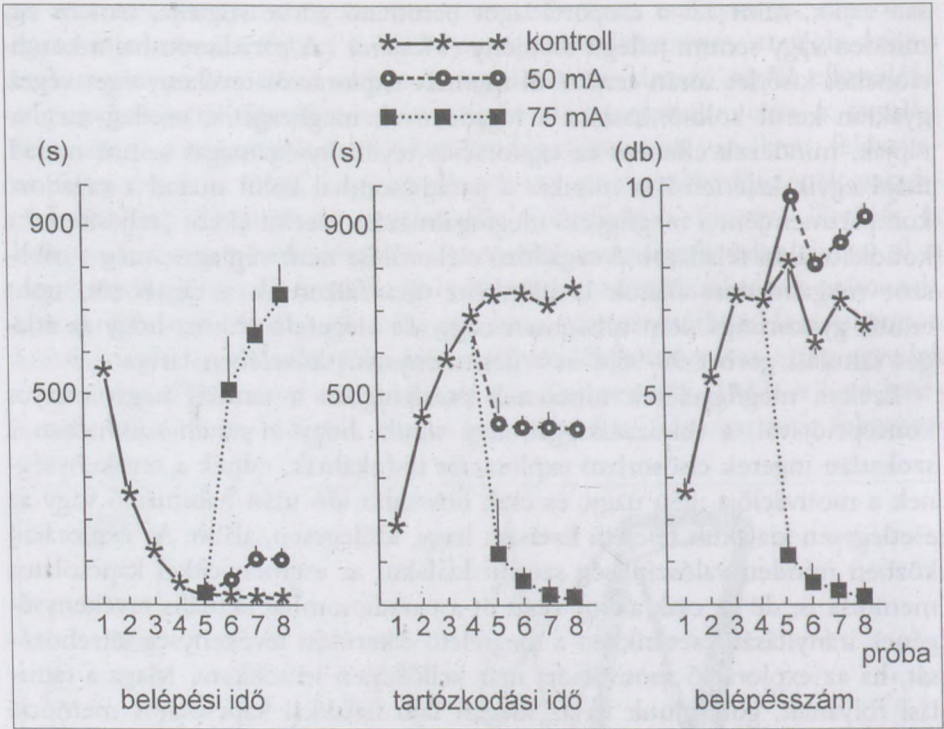 kontroll
50 mA
75 mA
(s) (s) (db)
10
900 900
500 500 5
1 2 3 4 5 6 7 8 1 2 3 4 5 6 7 8 1 2 3 4 5 6 7 8
próba
belépési idő tartózkodási idő belépésszám